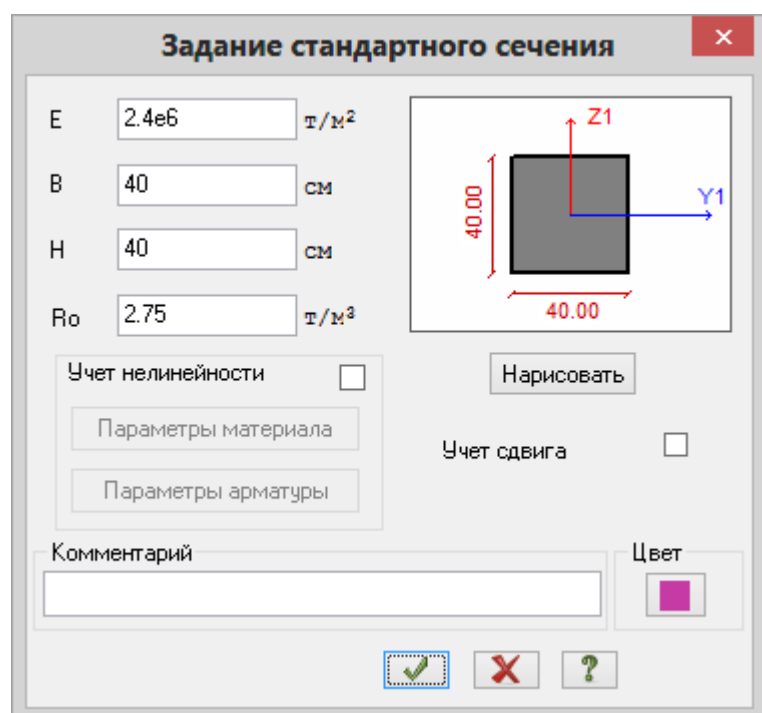 Задание стандартного сечения
E 2.4e6 т/м²
B 40 см
H 40 см
Ro 2.75 т/м³
Z1
Y1
40.00
40.00
Учет нелинейности
Параметры материала
Параметры арматуры
Нарисовать
Учет сдвига
Комментарий
Цвет